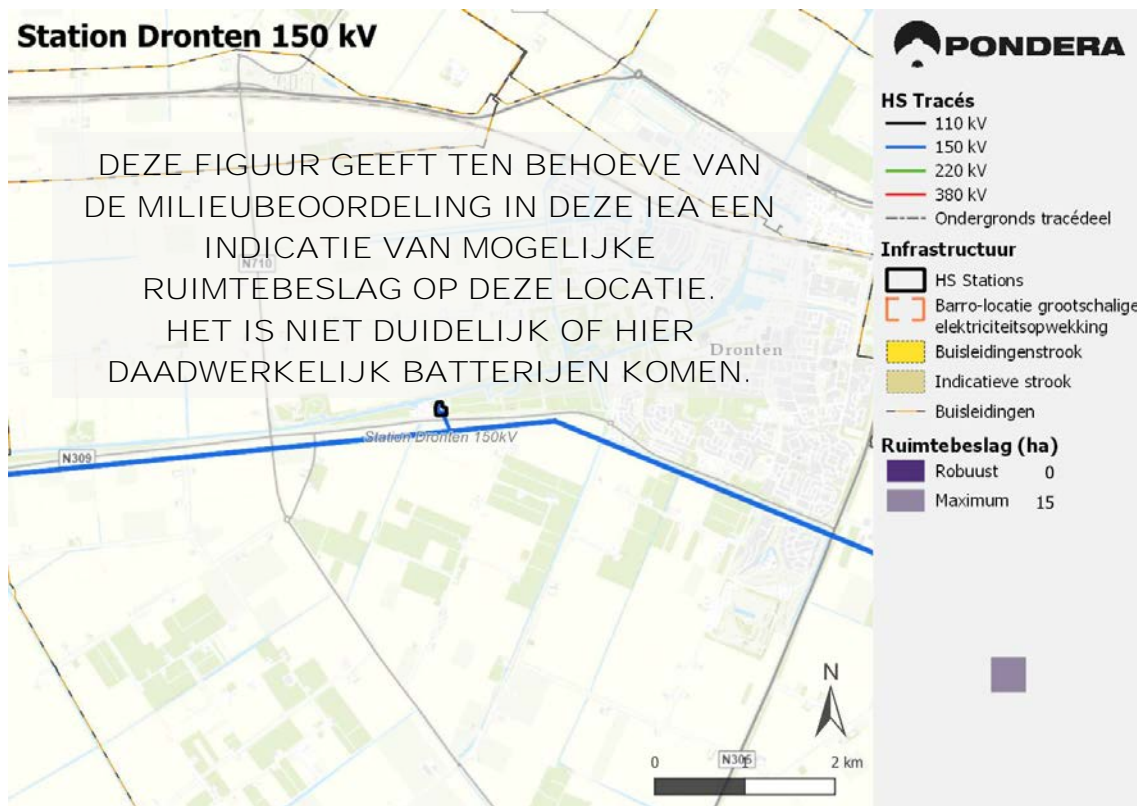 Station Dronten 150 kV
DEZE FIGUUR GEEFT TEN BEHOEVE VAN
DE MILIEUBEOORDELING IN DEZE IEA EEN
INDICATIE VAN MOGELIJKE
RUIMTEBESLAG OP DEZE LOCATIE.
HET IS NIET DUIDELIJK OF HIER
DAADWERKELIJK BATTERIJEN KOMEN.
N710
Dronten
Station Dronten 150kV
N309
N
N305
0 1 2 km
PONDERA
HS Tracés
110 kV
150 kV
220 kV
380 kV
Ondergronds tracédeel
Infrastructuur
HS Stations
Barro-locatie grootschalige
elektriciteitsopwekking
Buisleidingenstrook
Indicatieve strook
Buisleidingen
Ruimtebeslag (ha)
Robuust 0
Maximum 15